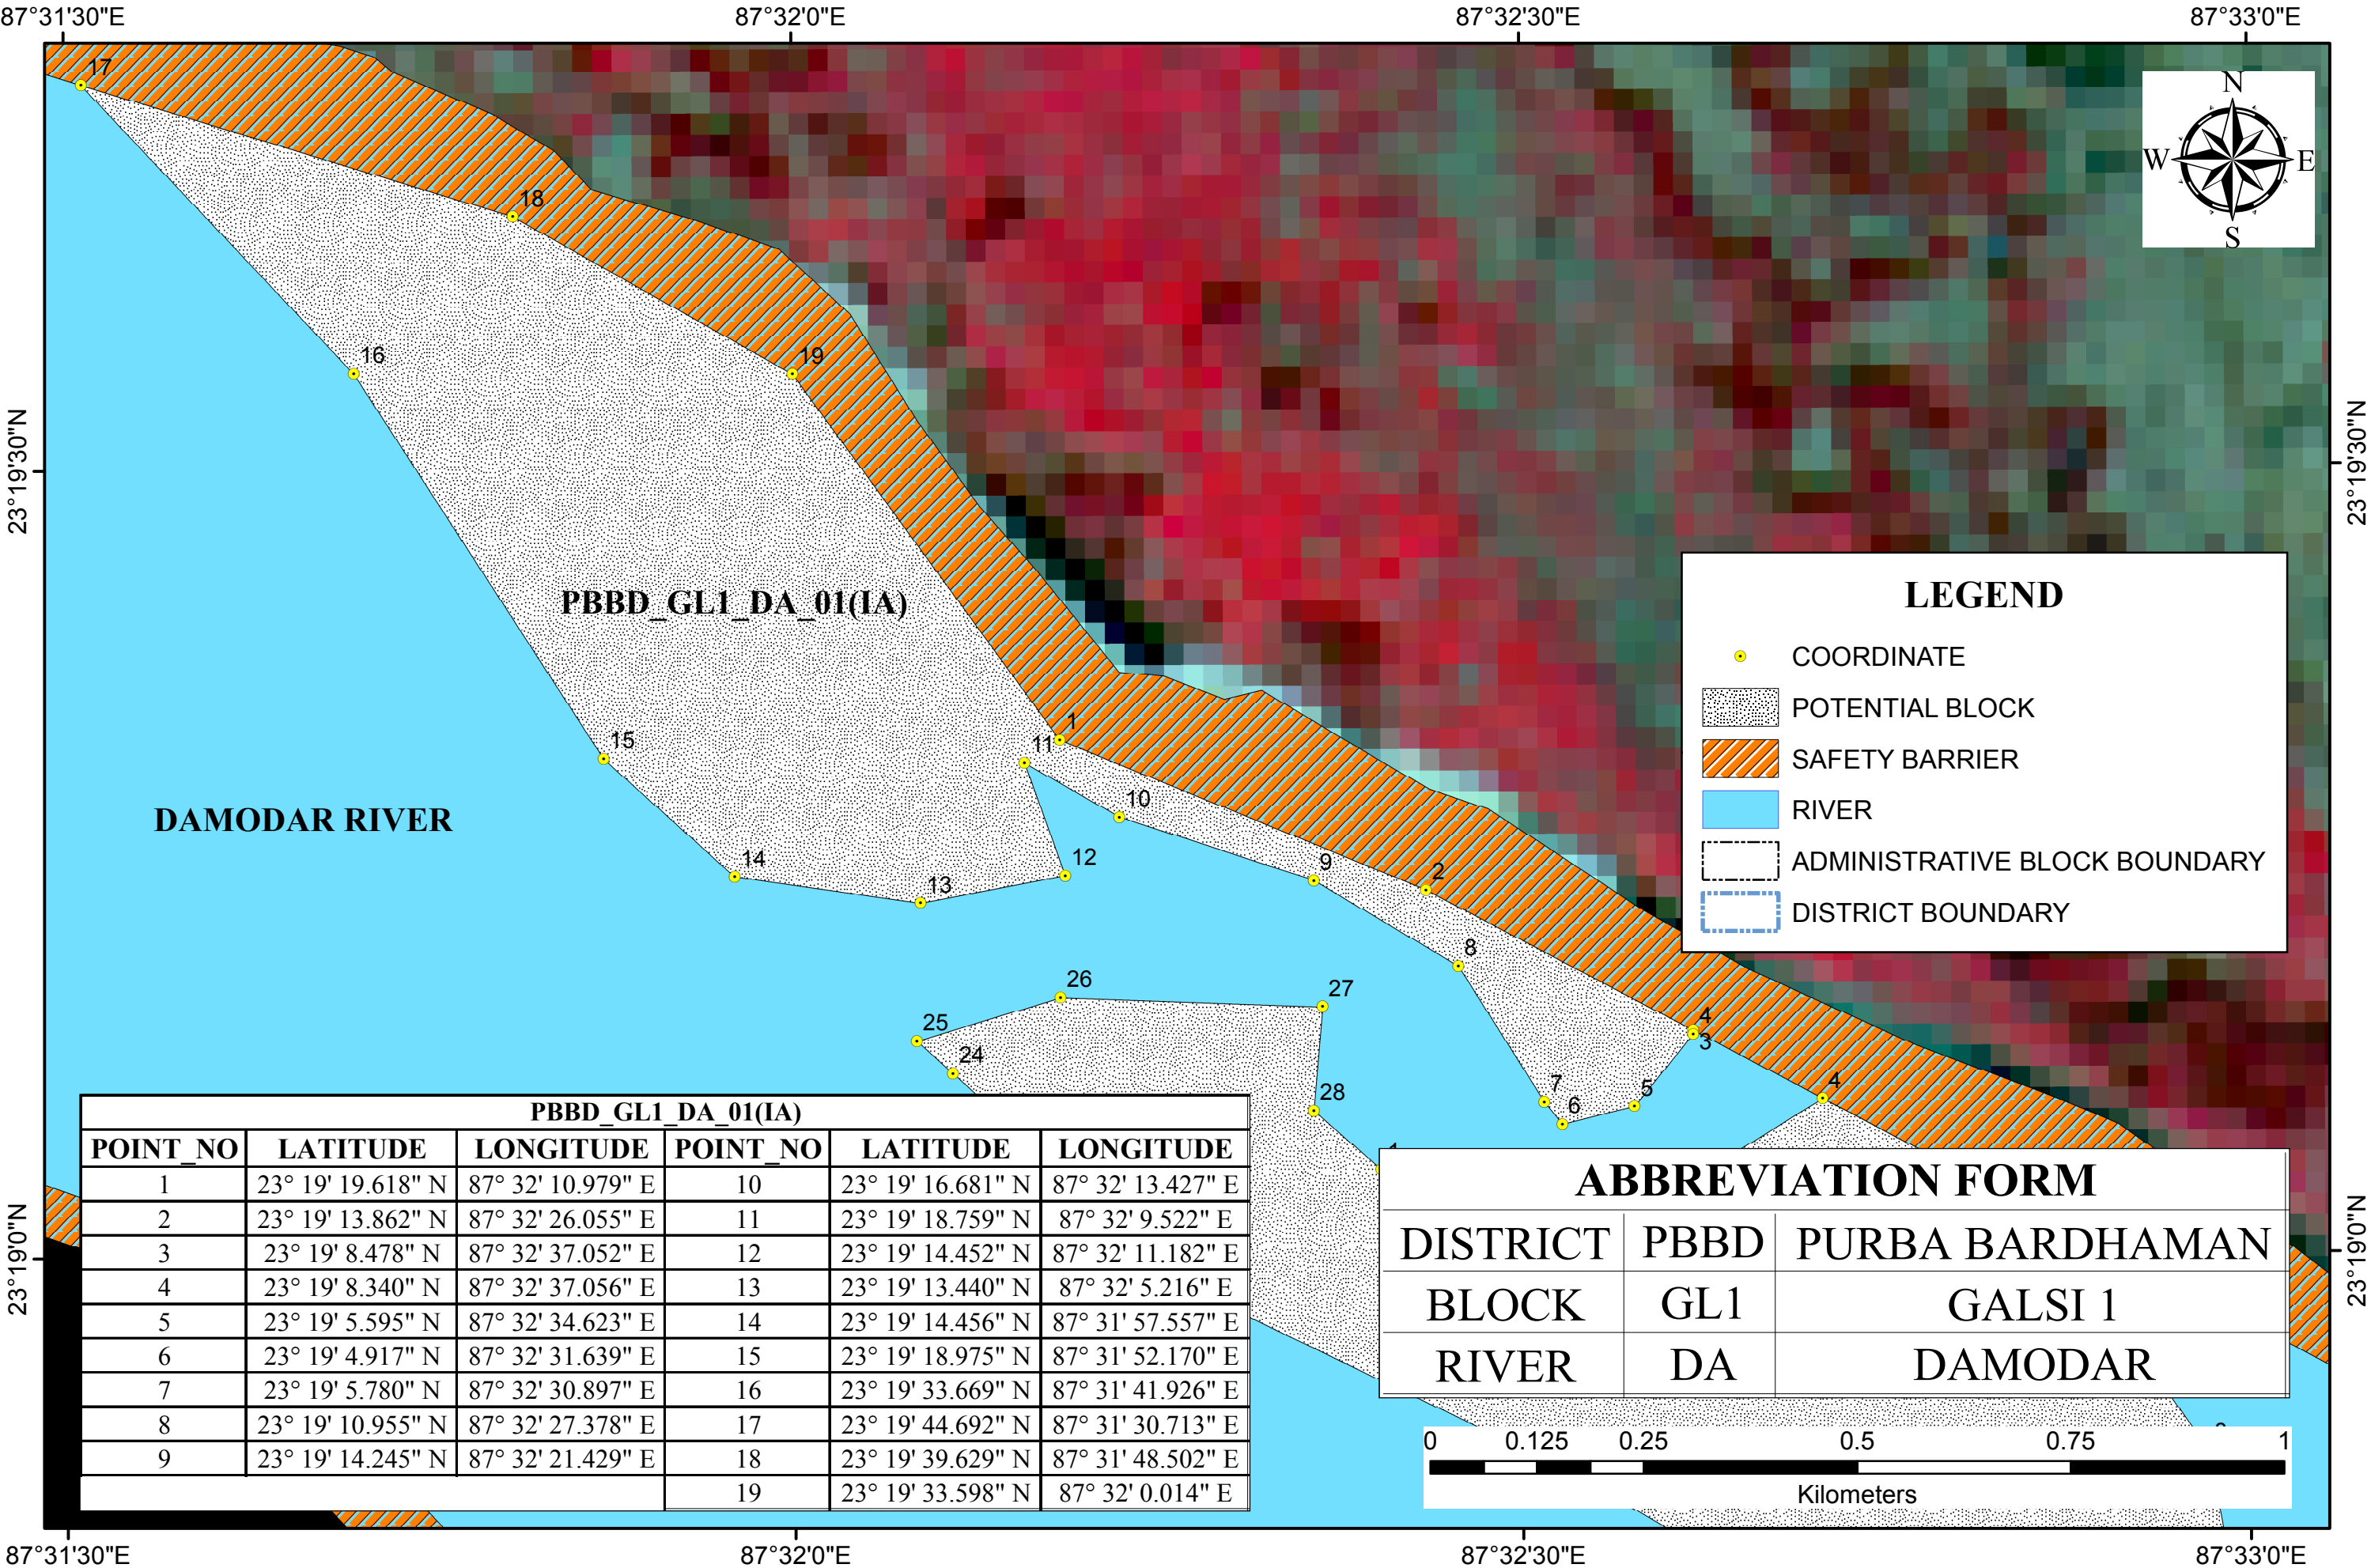 87°31'30"E 87°32'0"E 87°32'30"E 87°33'0"E
N
W E
S
17
18
16
19
23°19'30"N 23°19'30"N
PBBD_GL1_DA_01(IA)
LEGEND
COORDINATE
POTENTIAL BLOCK
SAFETY BARRIER
RIVER
ADMINISTRATIVE BLOCK BOUNDARY
DISTRICT BOUNDARY
1
15 11
10
DAMODAR RIVER
14 12 9
13 2
8
26 27
25 4
3
24
7 5 4
28 6
PBBD_GL1_DA_01(IA)
POINT_NO LATITUDE LONGITUDE POINT_NO LATITUDE LONGITUDE
1 23° 19' 19.618" N 87° 32' 10.979" E 10 23° 19' 16.681" N 87° 32' 13.427" E
2 23° 19' 13.862" N 87° 32' 26.055" E 11 23° 19' 18.759" N 87° 32' 9.522" E
3 23° 19' 8.478" N 87° 32' 37.052" E 12 23° 19' 14.452" N 87° 32' 11.182" E
4 23° 19' 8.340" N 87° 32' 37.056" E 13 23° 19' 13.440" N 87° 32' 5.216" E
5 23° 19' 5.595" N 87° 32' 34.623" E 14 23° 19' 14.456" N 87° 31' 57.557" E
6 23° 19' 4.917" N 87° 32' 31.639" E 15 23° 19' 18.975" N 87° 31' 52.170" E
7 23° 19' 5.780" N 87° 32' 30.897" E 16 23° 19' 33.669" N 87° 31' 41.926" E
8 23° 19' 10.955" N 87° 32' 27.378" E 17 23° 19' 44.692" N 87° 31' 30.713" E
9 23° 19' 14.245" N 87° 32' 21.429" E 18 23° 19' 39.629" N 87° 31' 48.502" E
19 23° 19' 33.598" N 87° 32' 0.014" E
ABBREVIATION FORM
DISTRICT PBBD PURBA BARDHAMAN
BLOCK GL1 GALSI 1
RIVER DA DAMODAR
23°19'0"N 23°19'0"N
0 0.125 0.25 0.5 0.75 1
Kilometers
87°31'30"E 87°32'0"E 87°32'30"E 87°33'0"E